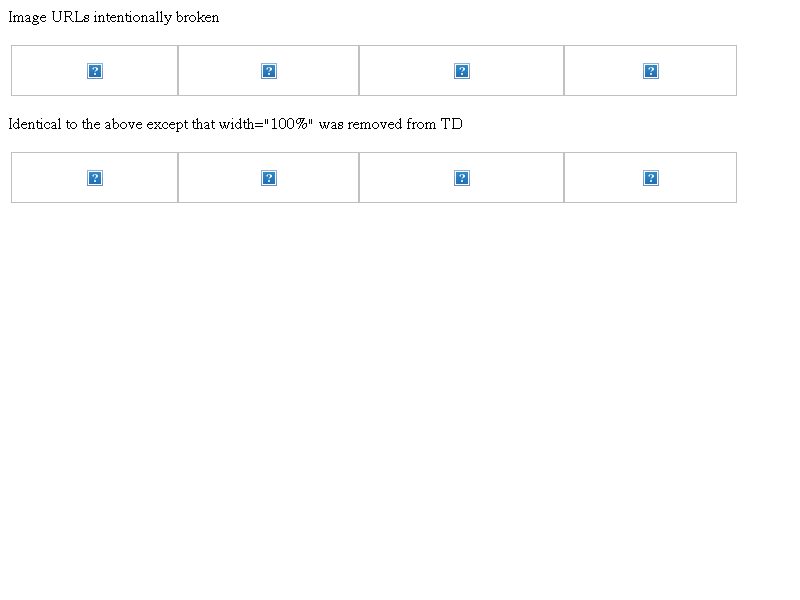 Image URLs intentionally broken
Identical to the above except that width="100%" was removed from TD